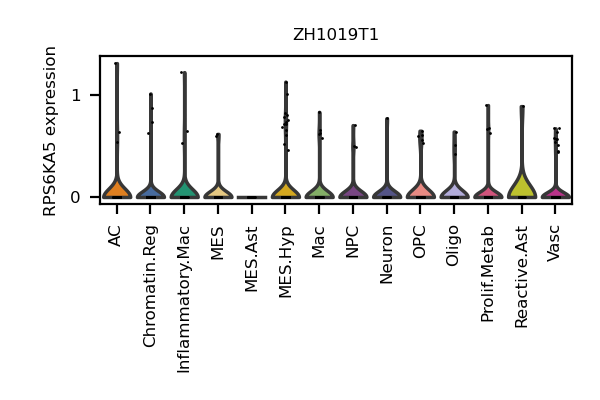 ZH1019T1
RPS6KA5 expression
1
0
AC
Chromatin.Reg
Inflammatory.Mac
MES
MES.Ast
MES.Hyp
Mac
NPC
Neuron
OPC
Oligo
Prolif.Metab
Reactive.Ast
Vasc